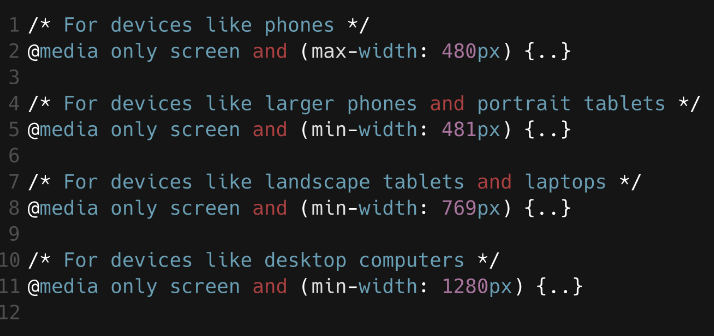 1 /* For devices like phones */
2 @media only screen and (max-width: 480px) {..}
3
4 /* For devices like larger phones and portrait tablets */
5 @media only screen and (min-width: 481px) {..}
6
7 /* For devices like landscape tablets and laptops */
8 @media only screen and (min-width: 769px) {..}
9
10 /* For devices like desktop computers */
11 @media only screen and (min-width: 1280px) {..}
12